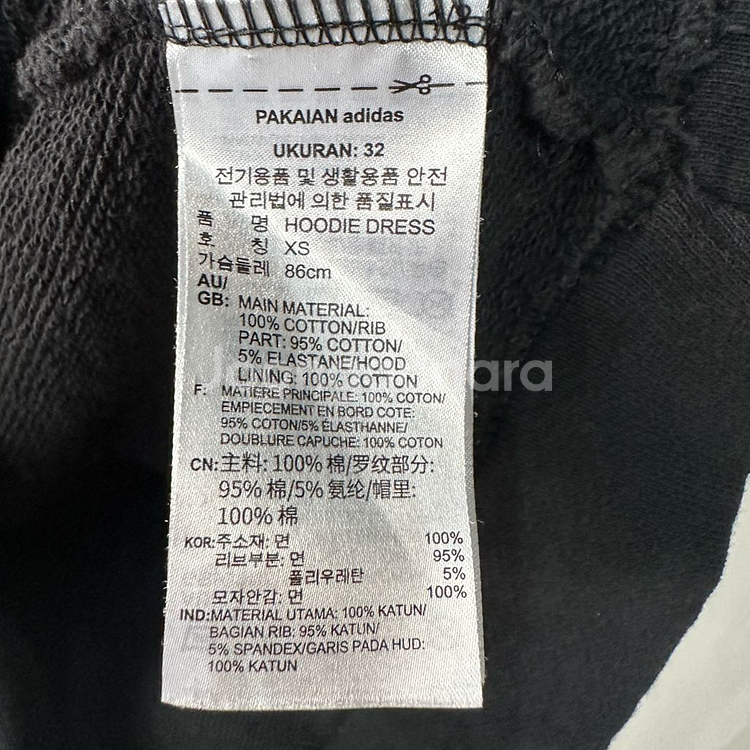 PAKAIAN adidas
UKURAN: 32
전기용품 및 생활용품 안전
관리법에 의한 품질표시
품 명 HOODIE DRESS
호 칭 XS
가슴둘레 86cm
AU/
GB: MAIN MATERIAL:
100% COTTON/RIB
PART: 95% COTTON/
5% ELASTANE/HOOD
LINING: 100% COTTON
F: MATIERE PRINCIPALE: 100% COTON/
EMPIECEMENT EN BORD COTE:
95% COTON/5% ÉLASTHANNE/
DOUBLURE CAPUCHE: 100% COTON
CN: 主料: 100% 棉/罗纹部分:
95% 棉/5% 氨纶/帽里:
100% 棉
KOR: 주소재: 면 100%
리브부분: 면 95%
폴리우레탄 5%
모자안감: 면 100%
IND: MATERIAL UTAMA: 100% KATUN/
BAGIAN RIB: 95% KATUN/
5% SPANDEX/GARIS PADA HUD:
100% KATUN